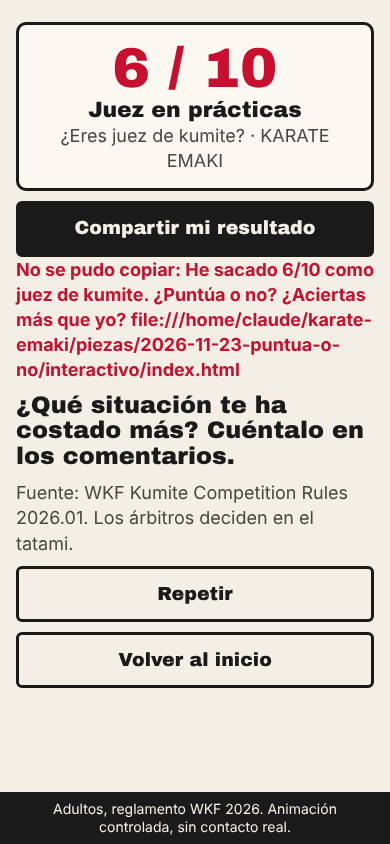 6 / 10
Juez en prácticas
¿Eres juez de kumite? · KARATE
EMAKI
Compartir mi resultado
No se pudo copiar: He sacado 6/10 como
juez de kumite. ¿Puntúa o no? ¿Aciertas
más que yo? file:///home/claude/karate-
emaki/piezas/2026-11-23-puntua-o-
no/interactivo/index.html
¿Qué situación te ha
costado más? Cuéntalo en
los comentarios.
Fuente: WKF Kumite Competition Rules
2026.01. Los árbitros deciden en el
tatami.
Repetir
Volver al inicio
Adultos, reglamento WKF 2026. Animación
controlada, sin contacto real.